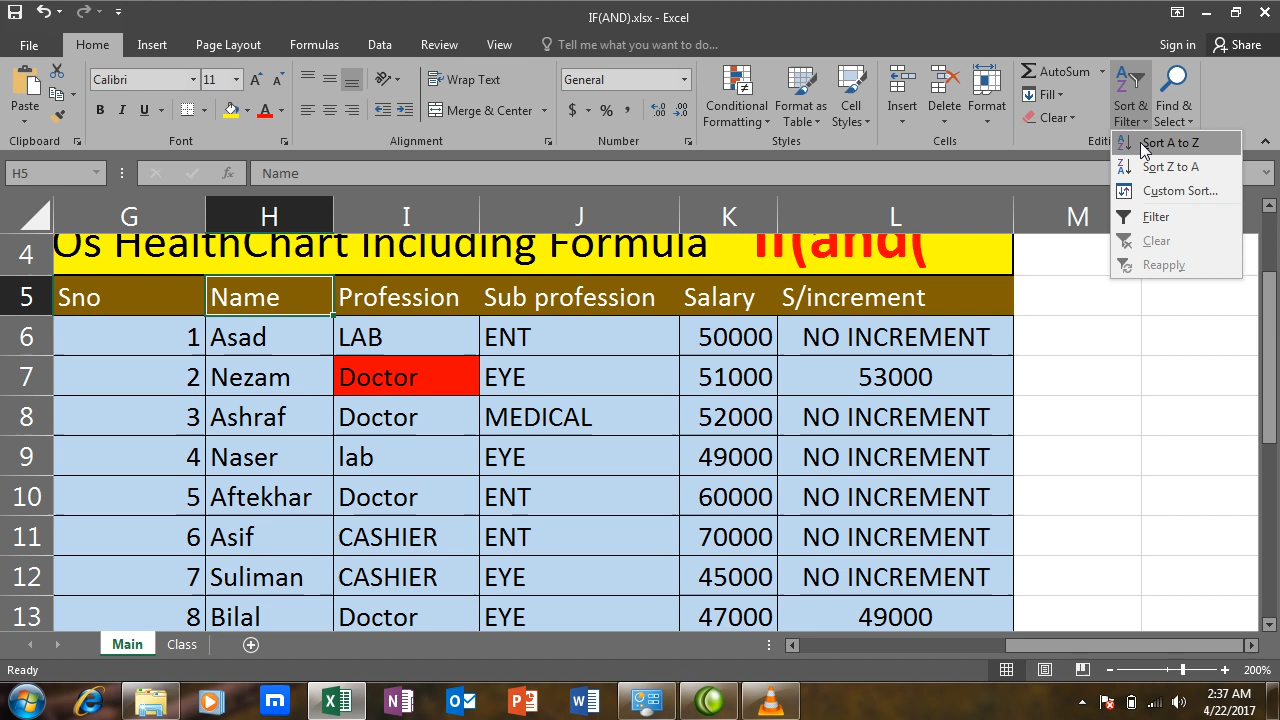 IF(AND).xlsx - Excel
File Home Insert Page Layout Formulas Data Review View Tell me what you want to do... Sign in Share
Paste
Calibri 11
B I U
Wrap Text
Merge & Center
General
$ % ,
Conditional Formatting
Format as Table
Cell Styles
Insert Delete Format
AutoSum
Fill
Clear
Sort & Filter
Find & Select
Clipboard Font Alignment Number Styles Cells Editi
Sort A to Z
Sort Z to A
Custom Sort...
Filter
Clear
Reapply
H5 fx Name
G H I J K L M
4 Os HealthChart Including Formula If(and(
5 Sno Name Profession Sub profession Salary S/increment
6 1 Asad LAB ENT 50000 NO INCREMENT
7 2 Nezam Doctor EYE 51000 53000
8 3 Ashraf Doctor MEDICAL 52000 NO INCREMENT
9 4 Naser lab EYE 49000 NO INCREMENT
10 5 Aftekhar Doctor ENT 60000 NO INCREMENT
11 6 Asif CASHIER ENT 70000 NO INCREMENT
12 7 Suliman CASHIER EYE 45000 NO INCREMENT
13 8 Bilal Doctor EYE 47000 49000
Main Class
Ready 200%
2:37 AM
4/22/2017